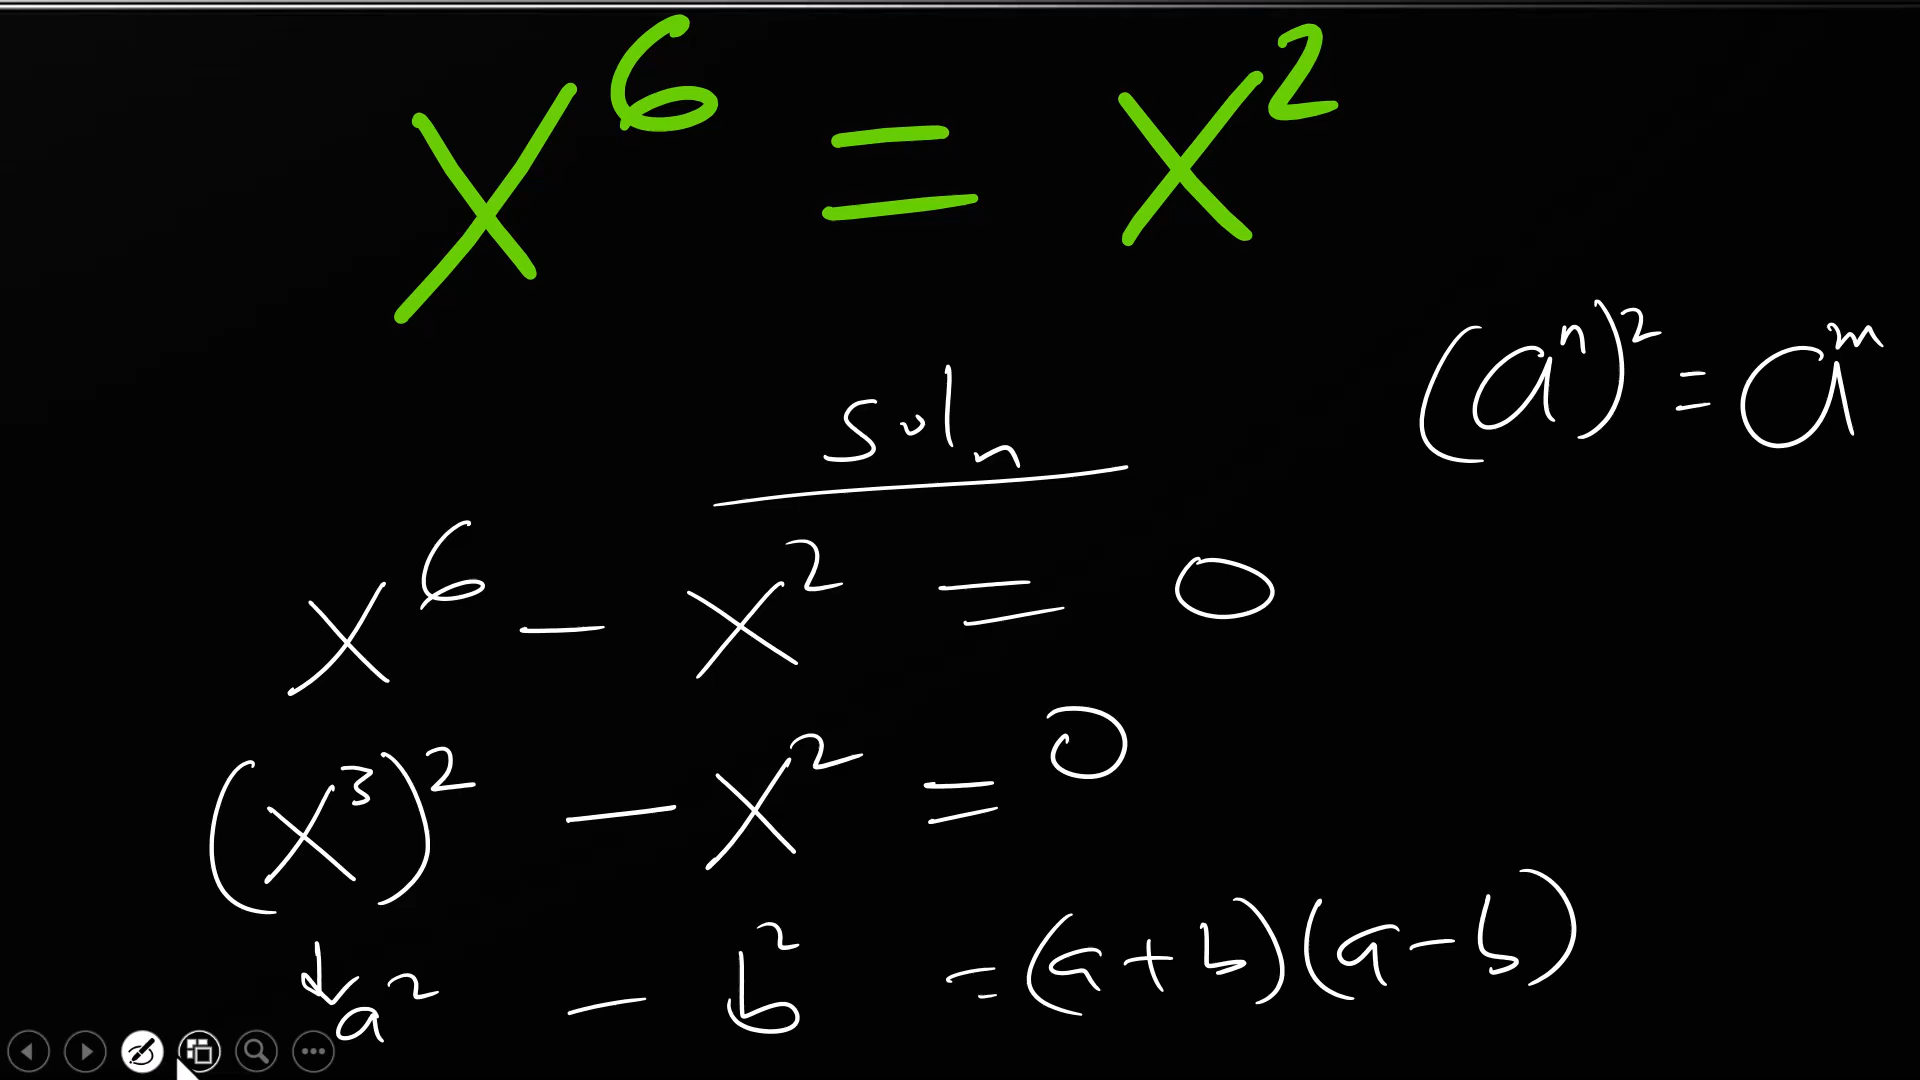 x⁶ = x²
(aⁿ)² = aᵐ
soln
x⁶ - x² = 0
(x³)² - x² = 0
↓
a² - b² = (a+b)(a-b)